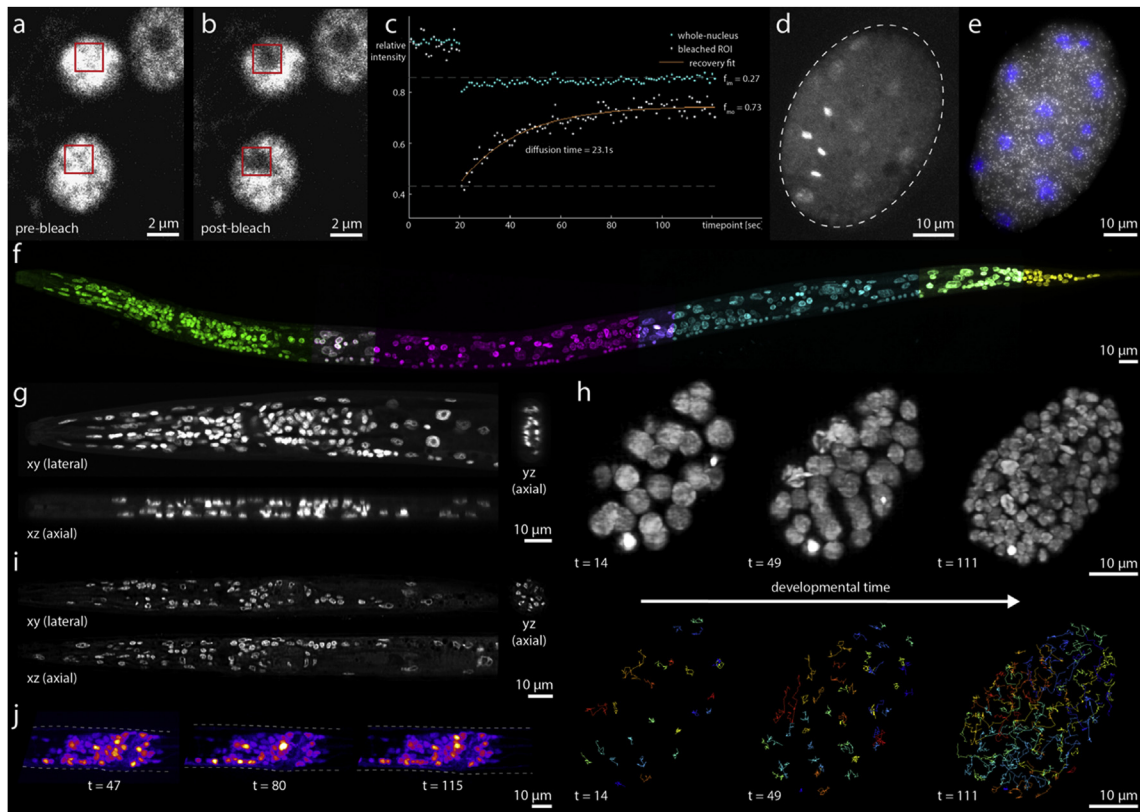 a
pre-bleach
2 µm
b
post-bleach
2 µm
c
relative
intensity
whole-nucleus
bleached ROI
recovery fit
f_im = 0.27
f_mo = 0.73
diffusion time = 23.1s
0.8
0.6
0.4
0 20 40 60 80 100 timepoint [sec]
d
10 µm
e
10 µm
f
10 µm
g
xy (lateral)
yz
(axial)
xz (axial)
10 µm
h
t = 14
t = 49
t = 111
10 µm
developmental time
t = 14
t = 49
t = 111
10 µm
i
xy (lateral)
yz
(axial)
xz (axial)
10 µm
j
t = 47
t = 80
t = 115
10 µm